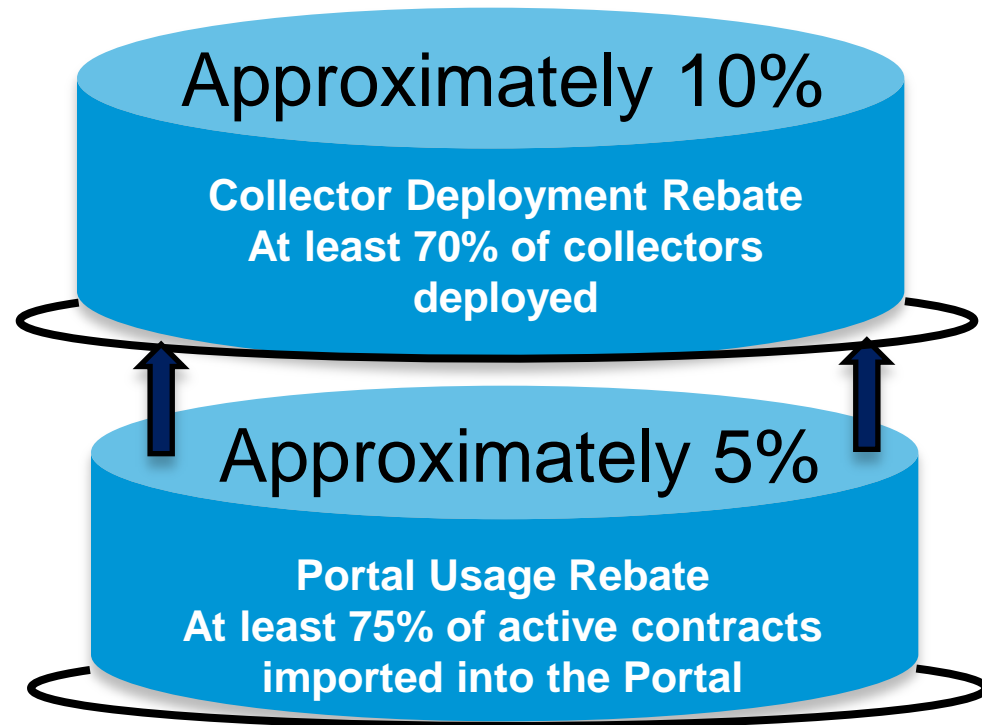 Approximately 10%
Collector Deployment Rebate
At least 70% of collectors
deployed
Approximately 5%
Portal Usage Rebate
At least 75% of active contracts
imported into the Portal